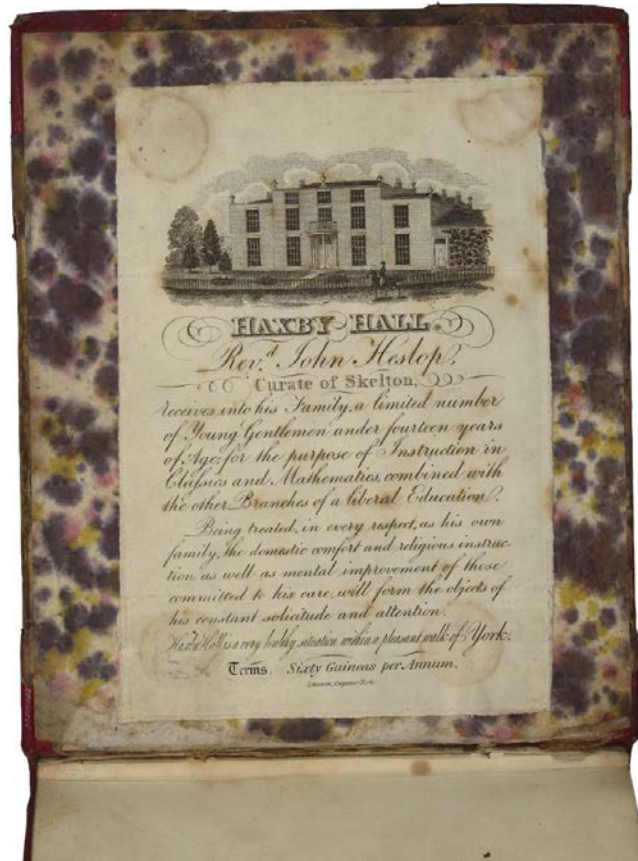 HAXBY HALL.
Rev.d John Heslop.
Curate of Skelton,
receives into his Family, a limited number
of Young Gentlemen under fourteen years
of Age; for the purpose of Instruction in
Classics and Mathematics, combined with
the other Branches of a liberal Education.
Being treated, in every respect, as his own
family, the domestic comfort and religious instruc-
tion as well as mental improvement of those
committed to his care, will form the objects of
his constant solicitude and attention.
Haxby Hall is a very healthy situation within a pleasant walk of York.
Terms. Sixty Guineas per Annum.
Engraver York